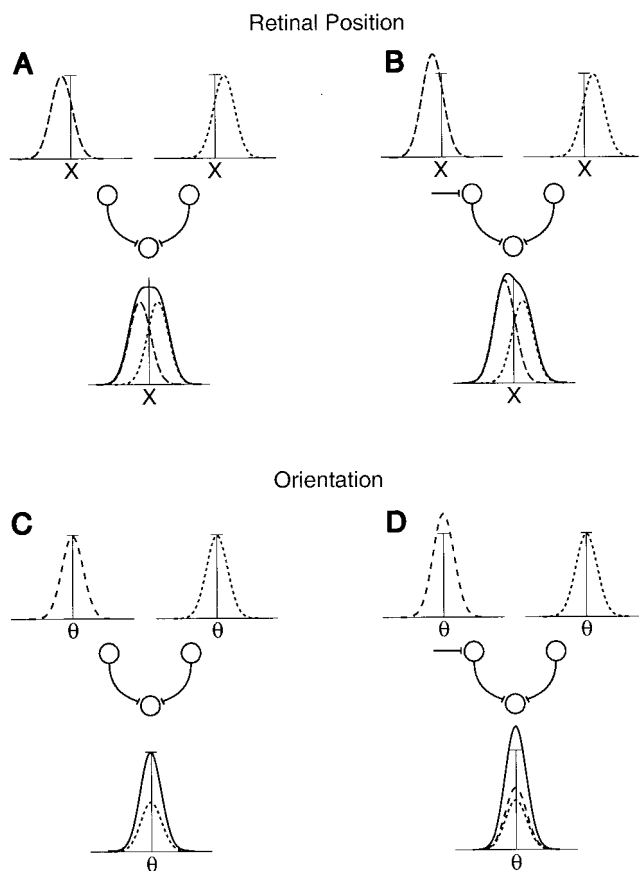 Retinal Position
A
B
X
X
X
X
X
X
Orientation
C
D
θ
θ
θ
θ
θ
θ